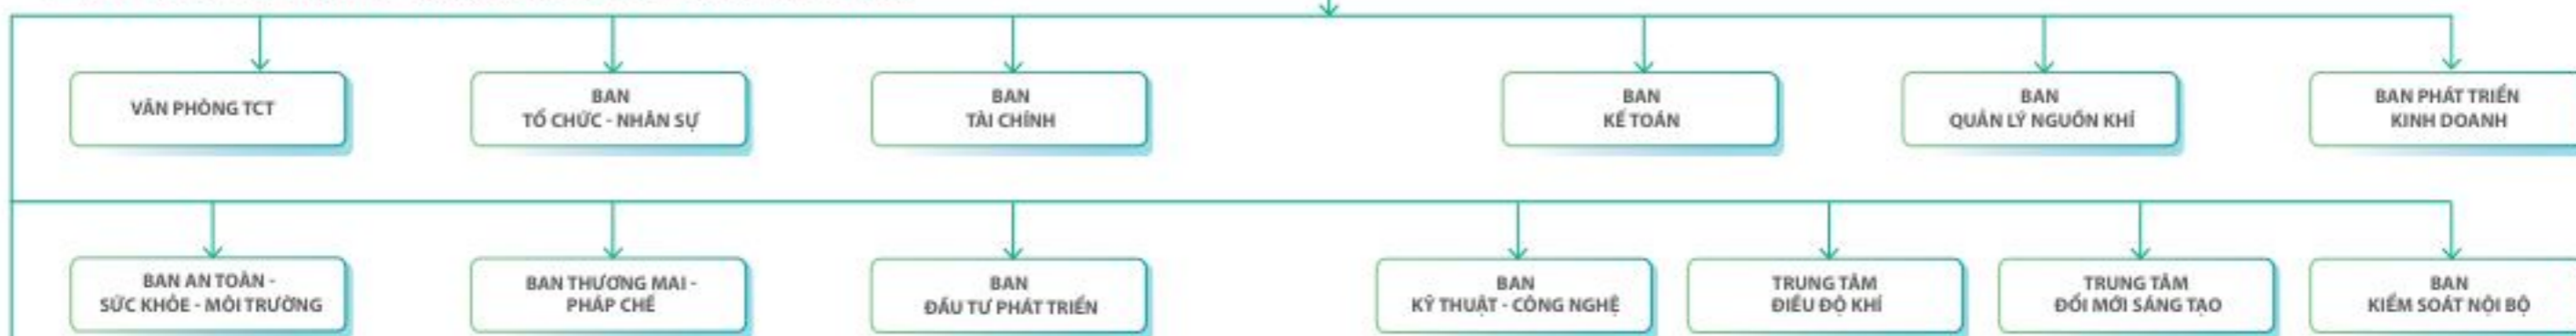 VĂN PHÒNG TCT
BAN
TỔ CHỨC - NHÂN SỰ
BAN
TÀI CHÍNH
BAN
KẾ TOÁN
BAN
QUẢN LÝ NGUỒN KHÍ
BAN PHÁT TRIỂN
KINH DOANH
BAN AN TOÀN -
SỨC KHỎE - MÔI TRƯỜNG
BAN THƯƠNG MẠI -
PHÁP CHẾ
BAN
ĐẦU TƯ PHÁT TRIỂN
BAN
KỸ THUẬT - CÔNG NGHỆ
TRUNG TÂM
ĐIỀU ĐỘ KHÍ
TRUNG TÂM
ĐỔI MỚI SÁNG TẠO
BAN
KIỂM SOÁT NỘI BỘ